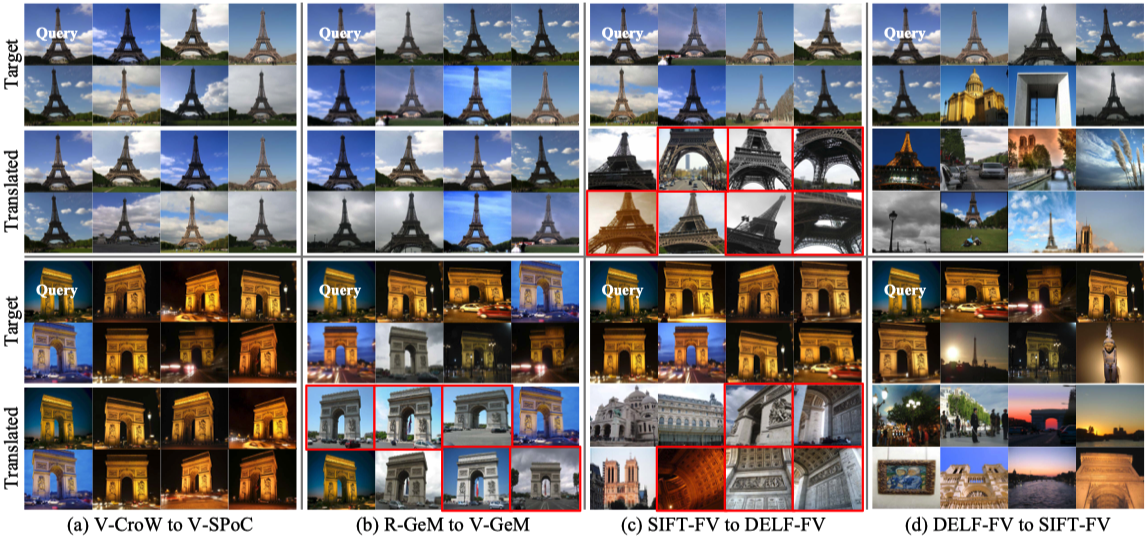 Target
Query
Query
Query
Query
Translated
Target
Query
Query
Query
Query
Translated
(a) V-CroW to V-SPoC
(b) R-GeM to V-GeM
(c) SIFT-FV to DELF-FV
(d) DELF-FV to SIFT-FV